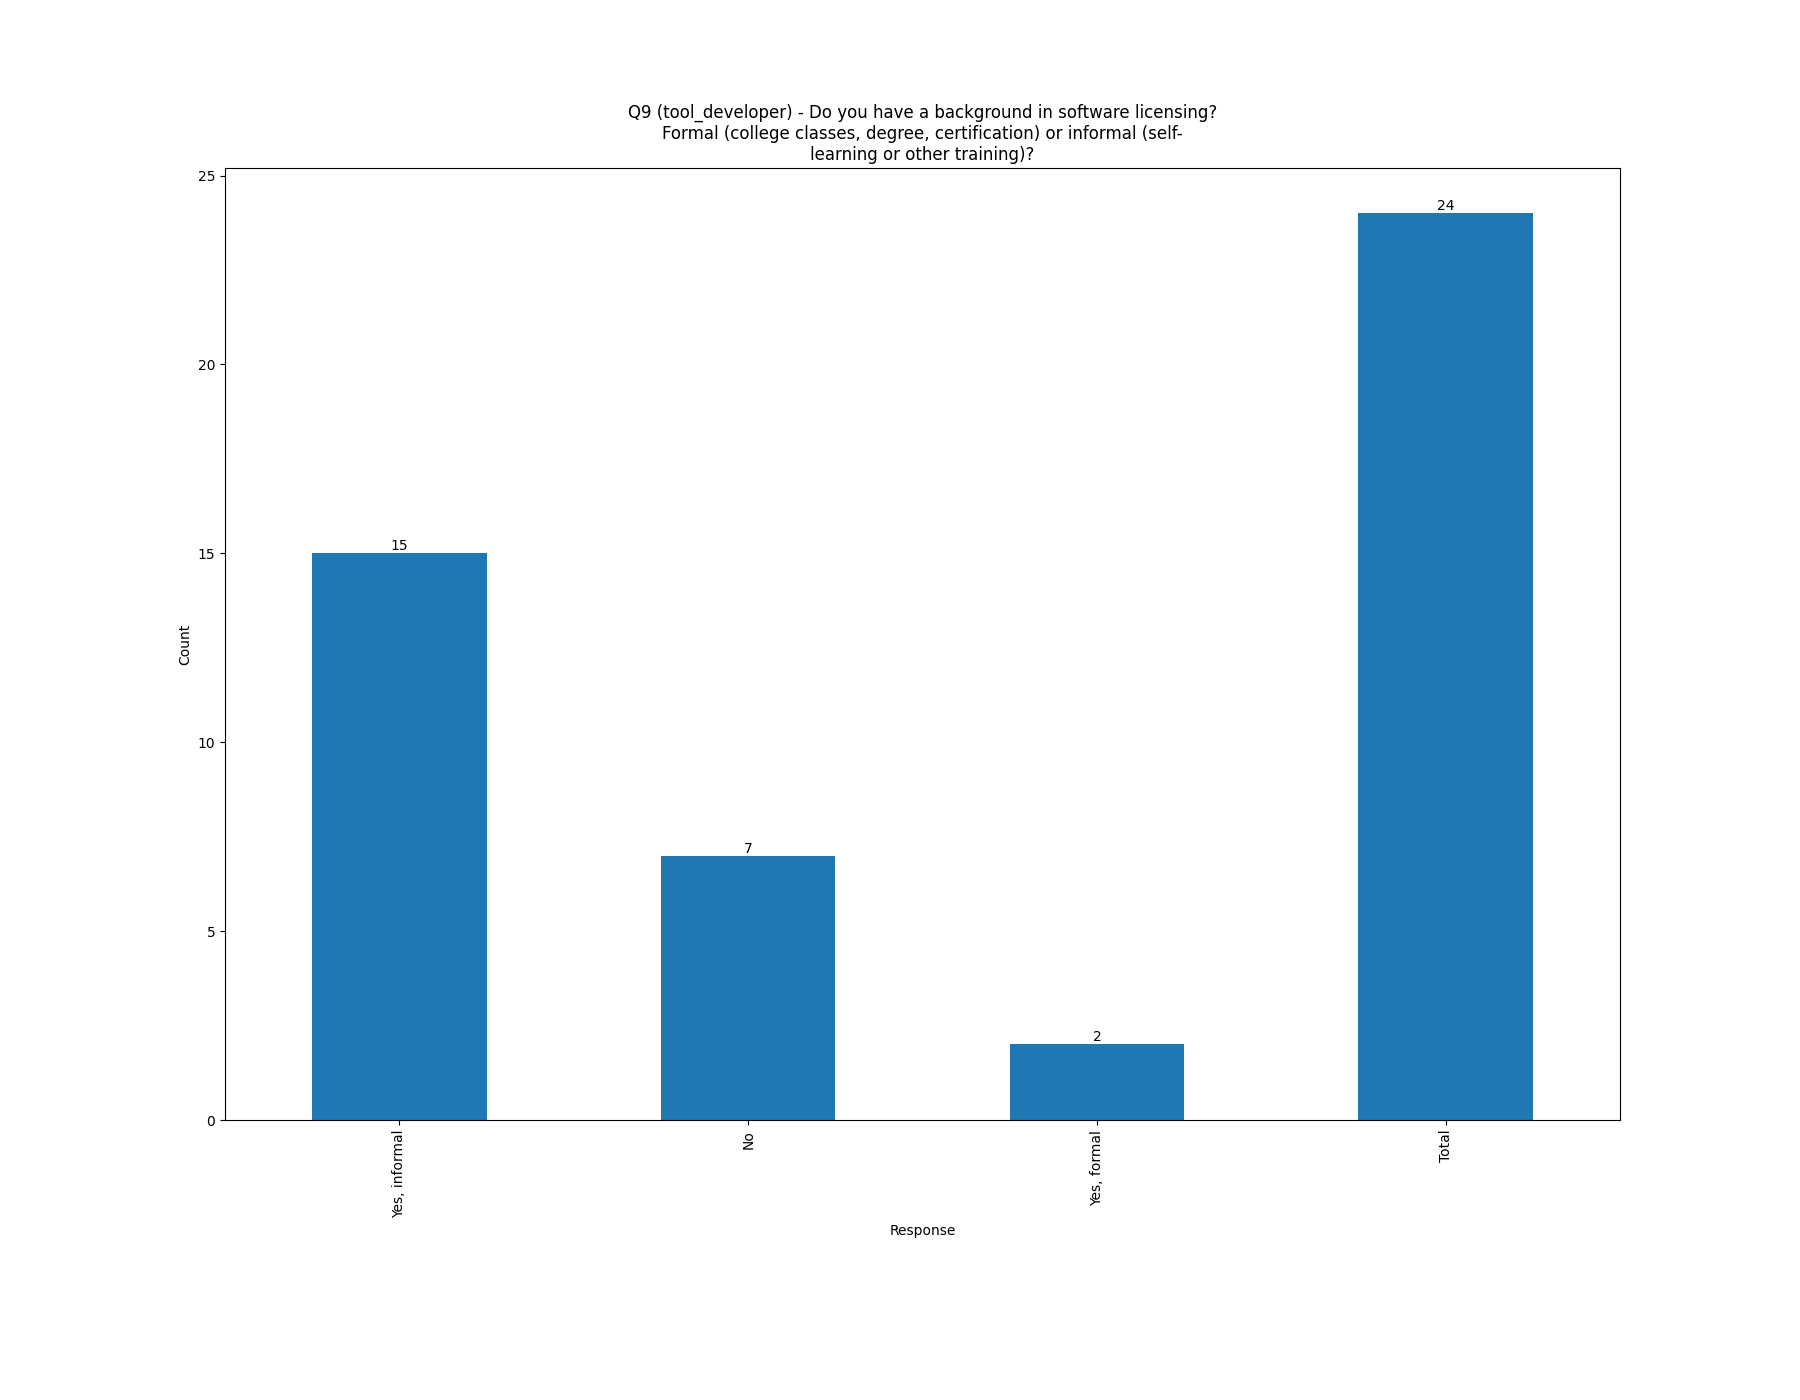 Q9 (tool_developer) - Do you have a background in software licensing?
Formal (college classes, degree, certification) or informal (self-
learning or other training)?
25
20
15
10
5
0
Count
15
7
2
24
Yes, informal
No
Yes, formal
Total
Response